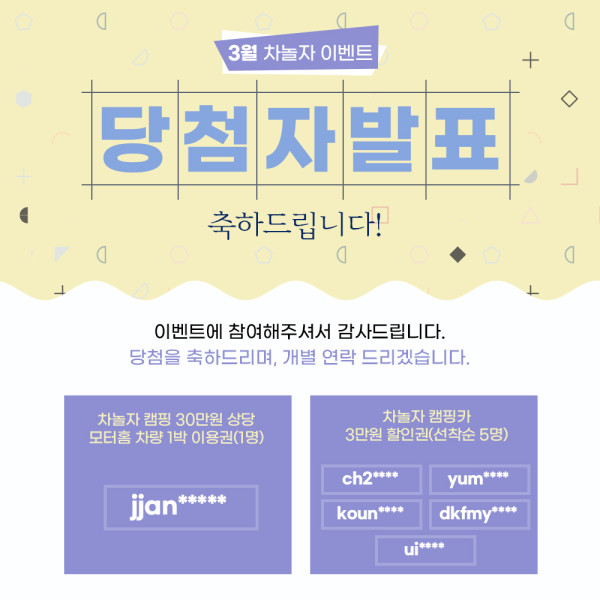 3월 차놀자 이벤트
당첨자발표
축하드립니다!
이벤트에 참여해주셔서 감사드립니다.
당첨을 축하드리며, 개별 연락 드리겠습니다.
차놀자 캠핑 30만원 상당
모터홈 차량 1박 이용권(1명)
jjan*****
차놀자 캠핑카
3만원 할인권(선착순 5명)
ch2****
yum****
koun****
dkfmy****
ui****